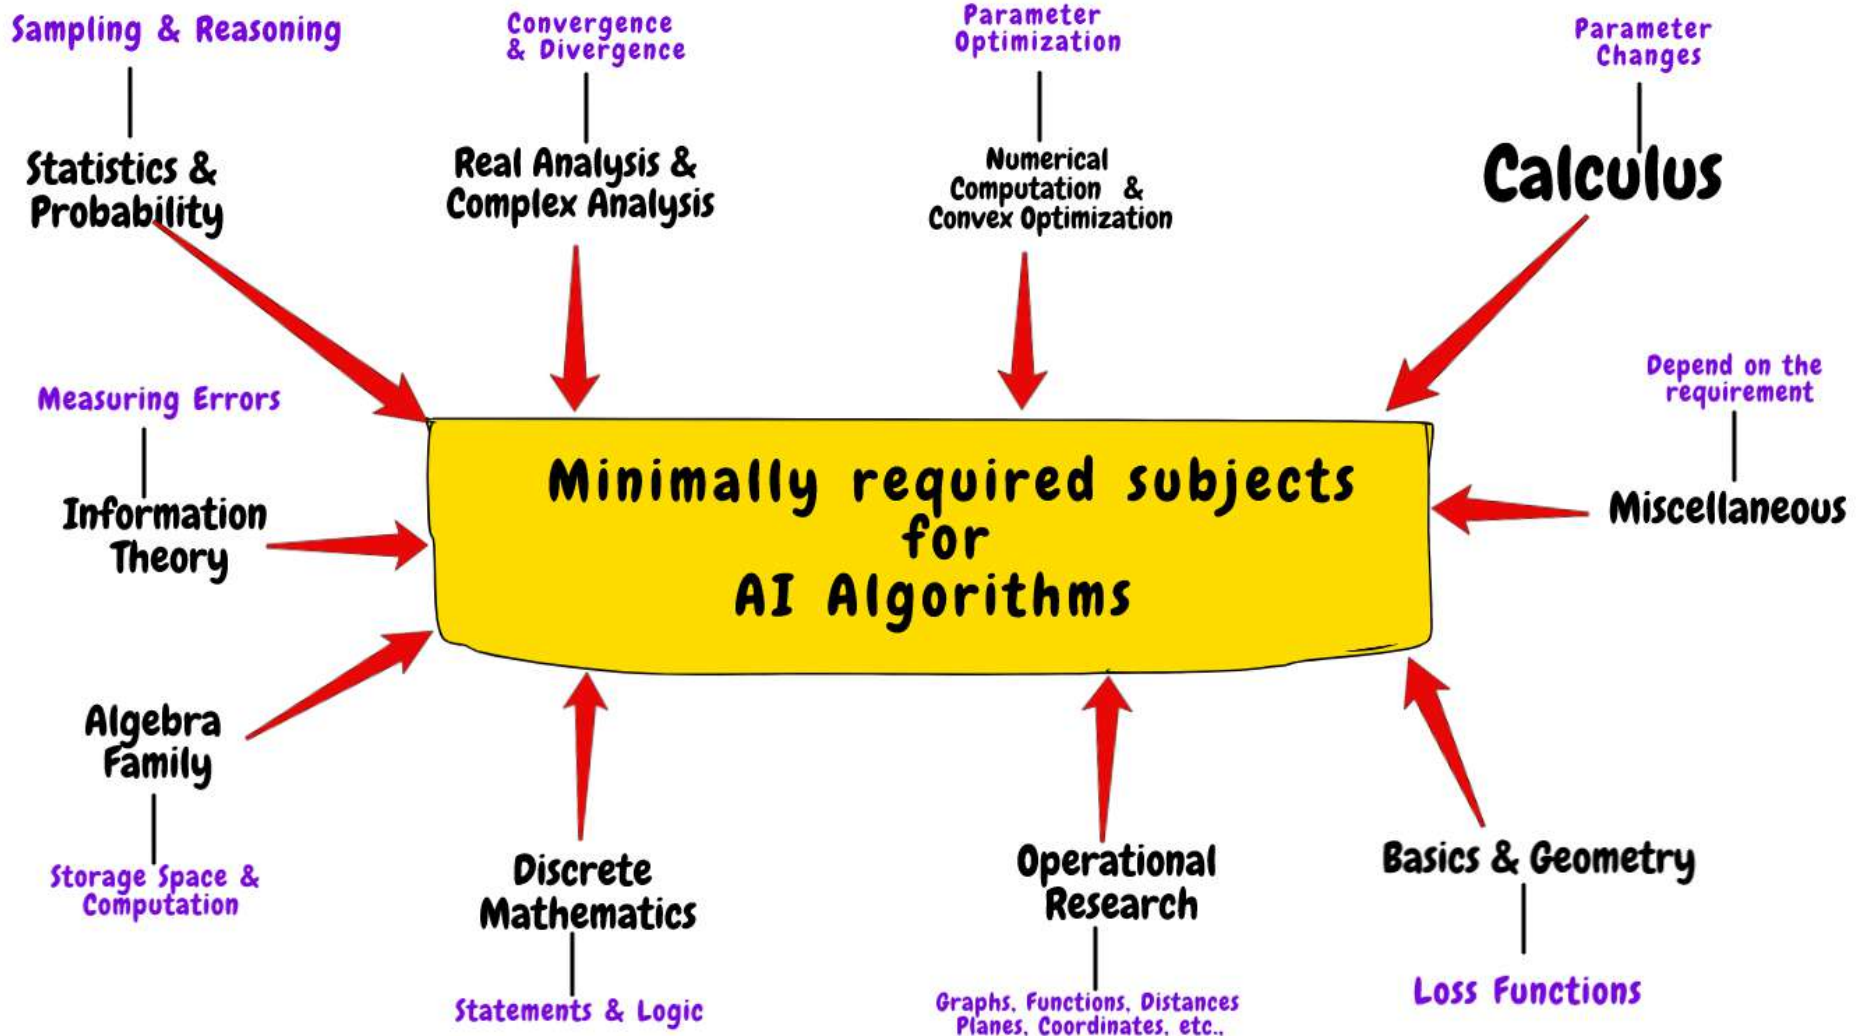 Sampling & Reasoning
Statistics &
Probability
Convergence
& Divergence
Real Analysis &
Complex Analysis
Parameter
Optimization
Numerical
Computation &
Convex Optimization
Parameter
Changes
Calculus
Measuring Errors
Information
Theory
Depend on the
requirement
Miscellaneous
Minimally required subjects
for
AI Algorithms
Algebra
Family
Storage Space &
Computation
Discrete
Mathematics
Statements & Logic
Operational
Research
Graphs, Functions, Distances
Planes, Coordinates, etc.,
Basics & Geometry
Loss Functions